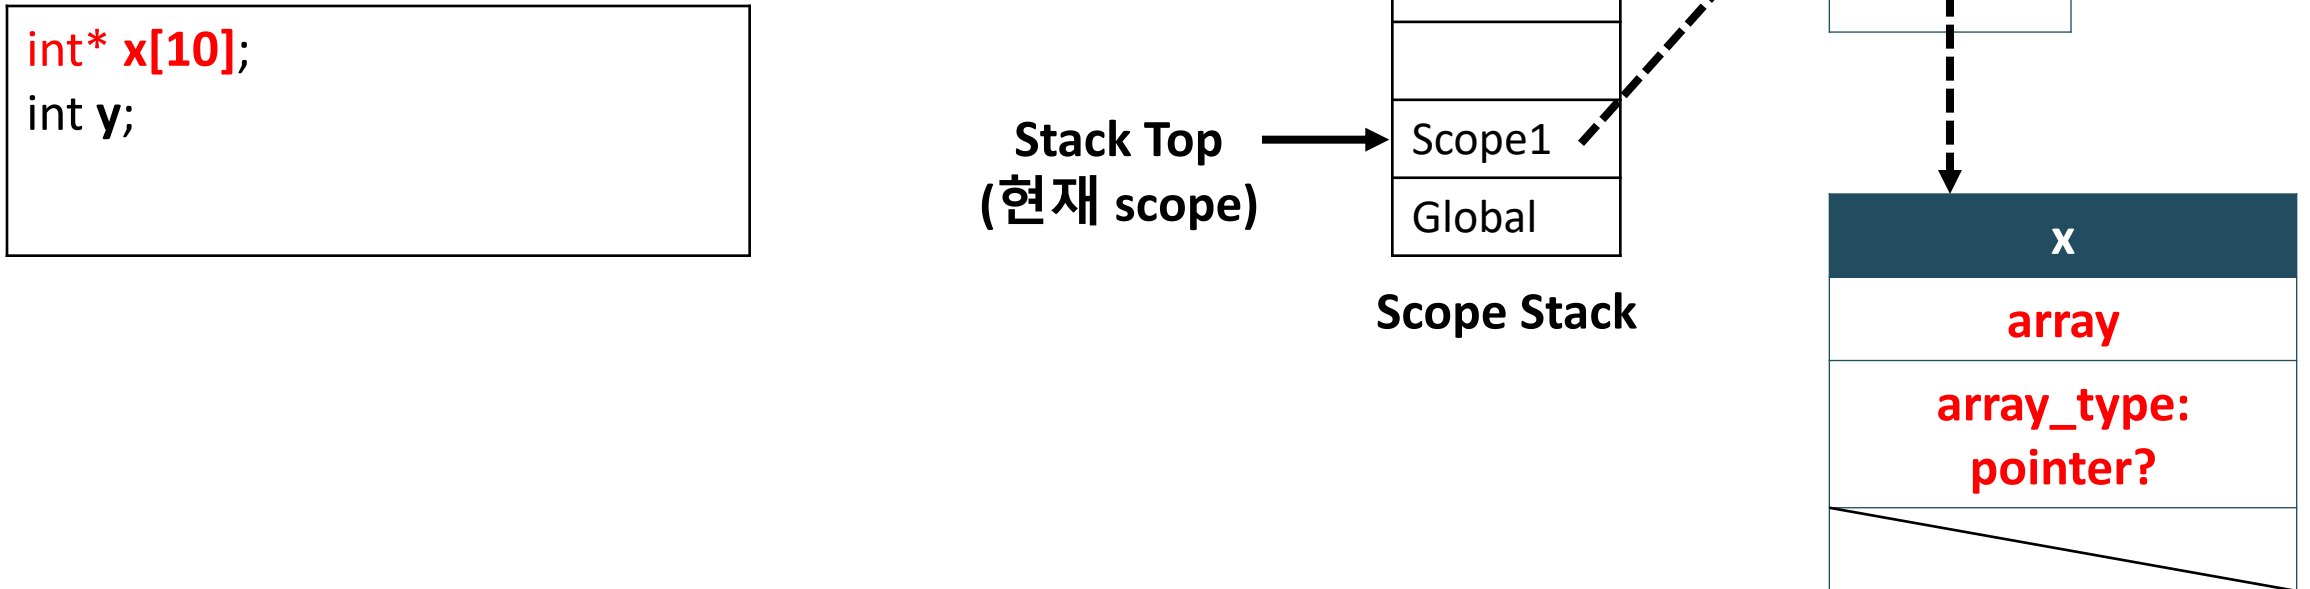 int* x[10];
int y;
Stack Top
(현재 scope)
Scope1
Global
Scope Stack
x
array
array_type:
pointer?